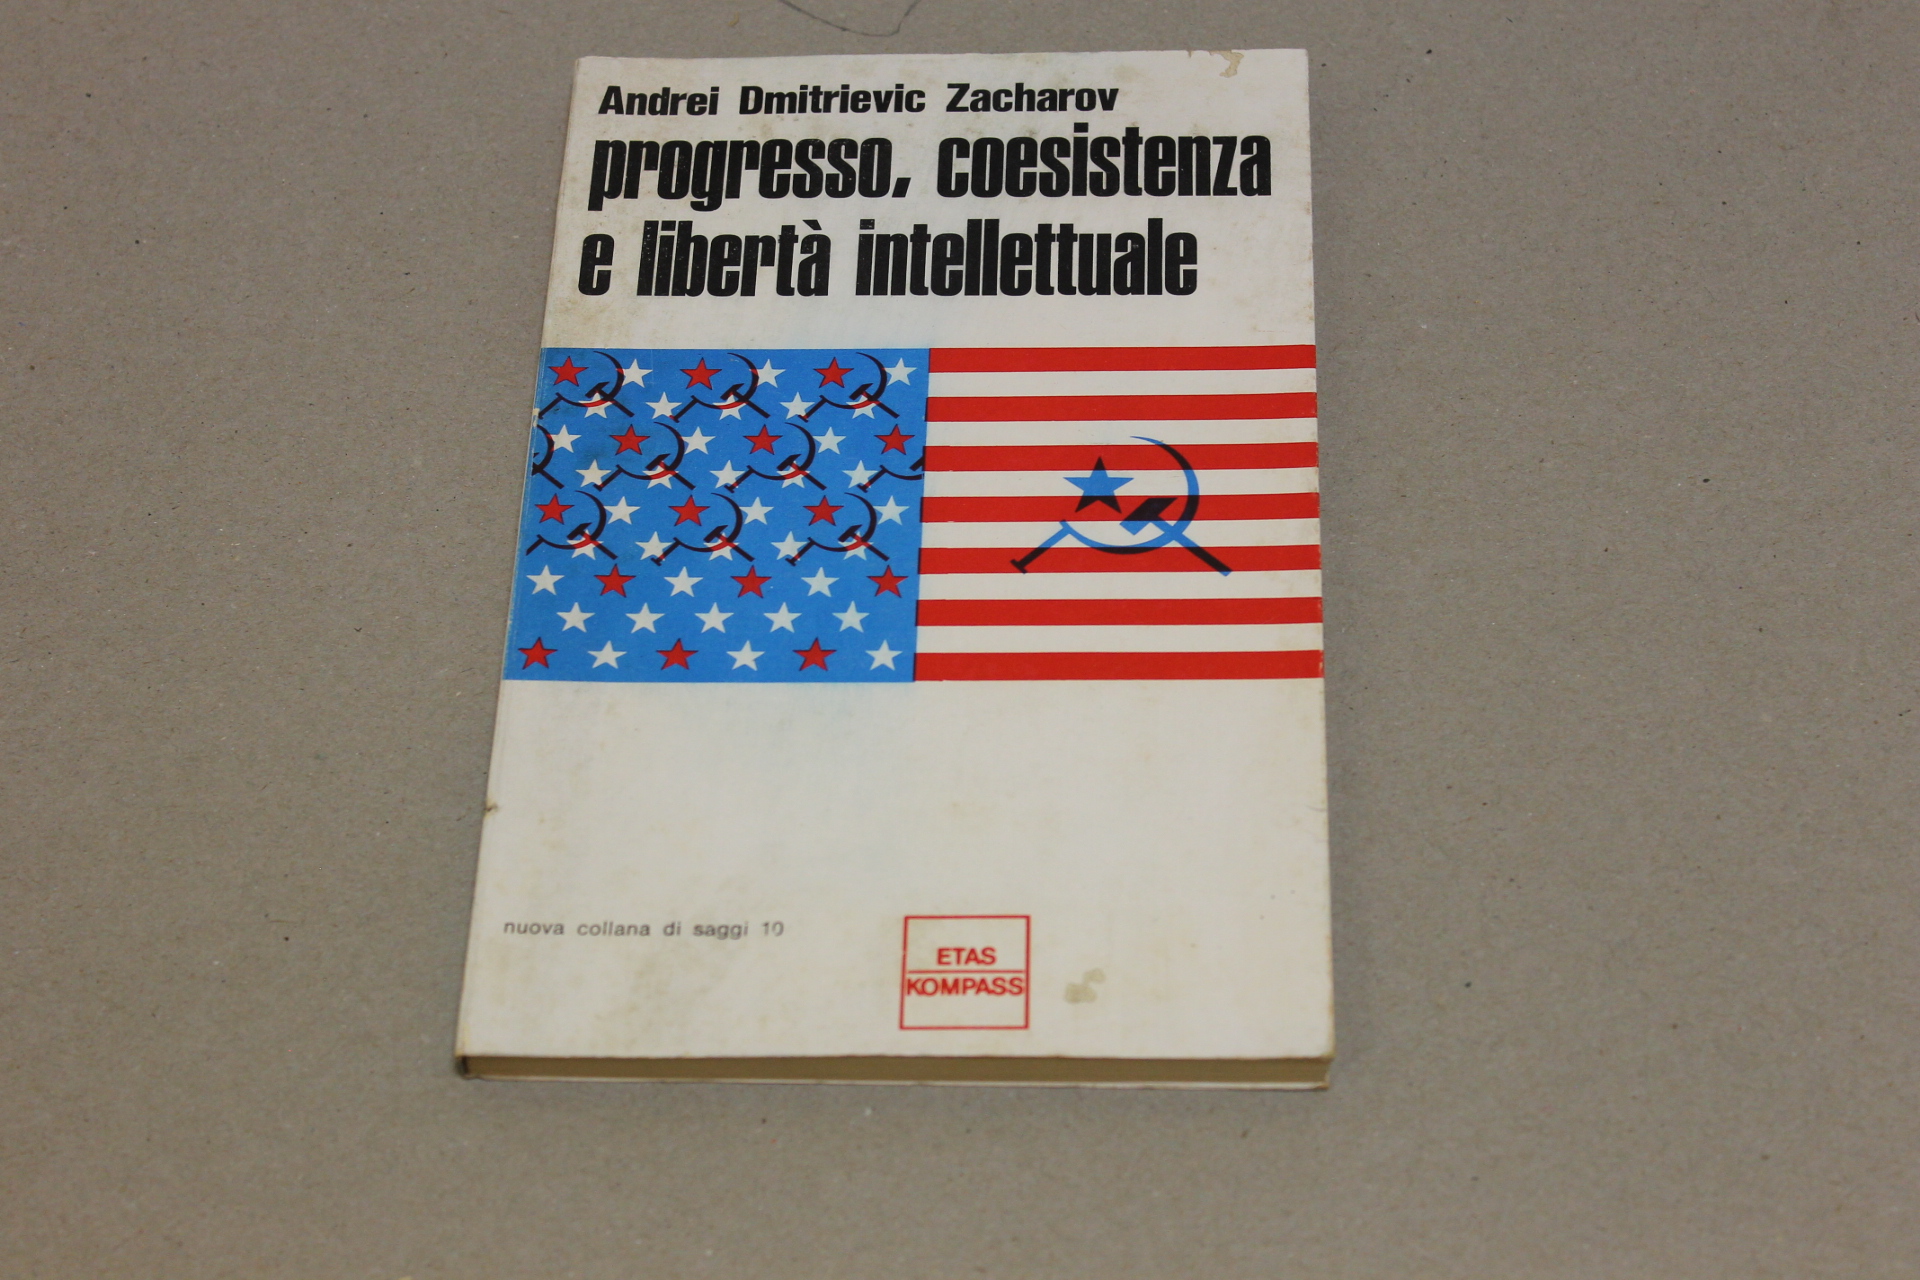 Andrei Dmitrievic Zacharov
progresso, coesistenza
e libertà intellettuale
nuova collana di saggi 10
ETAS
KOMPASS